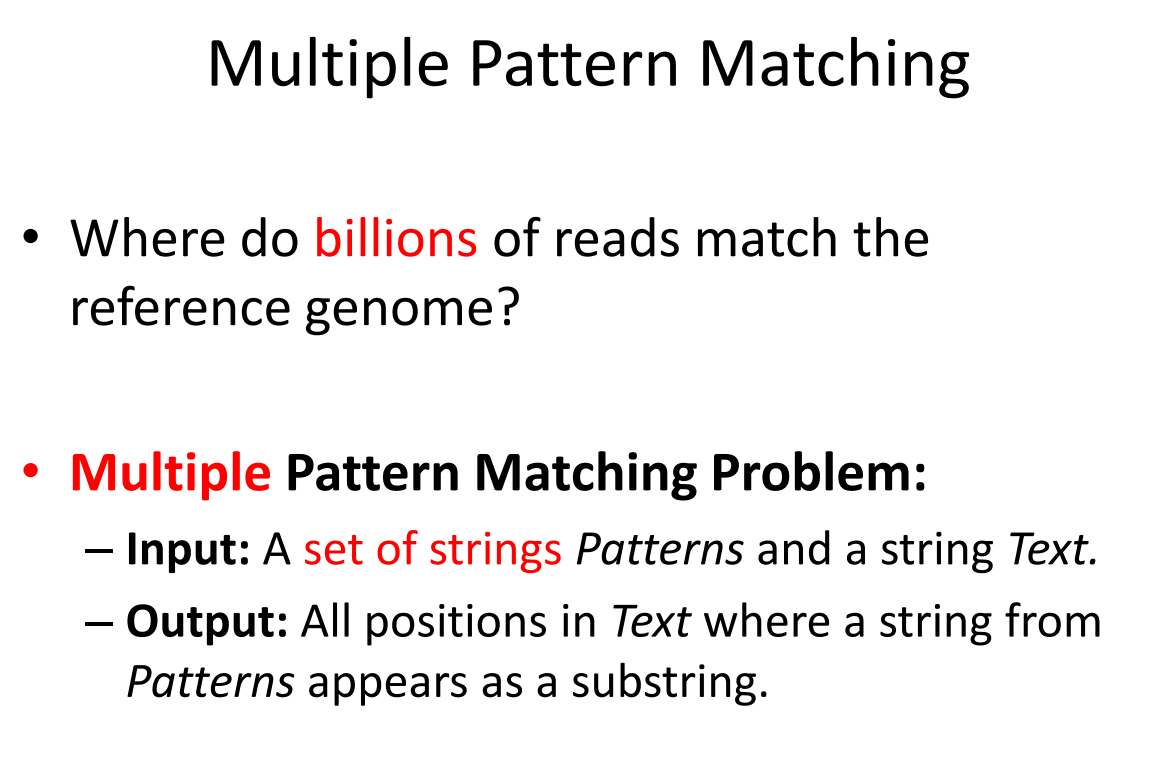 Multiple Pattern Matching
• Where do billions of reads match the
reference genome?
• Multiple Pattern Matching Problem:
– Input: A set of strings Patterns and a string Text.
– Output: All positions in Text where a string from
Patterns appears as a substring.